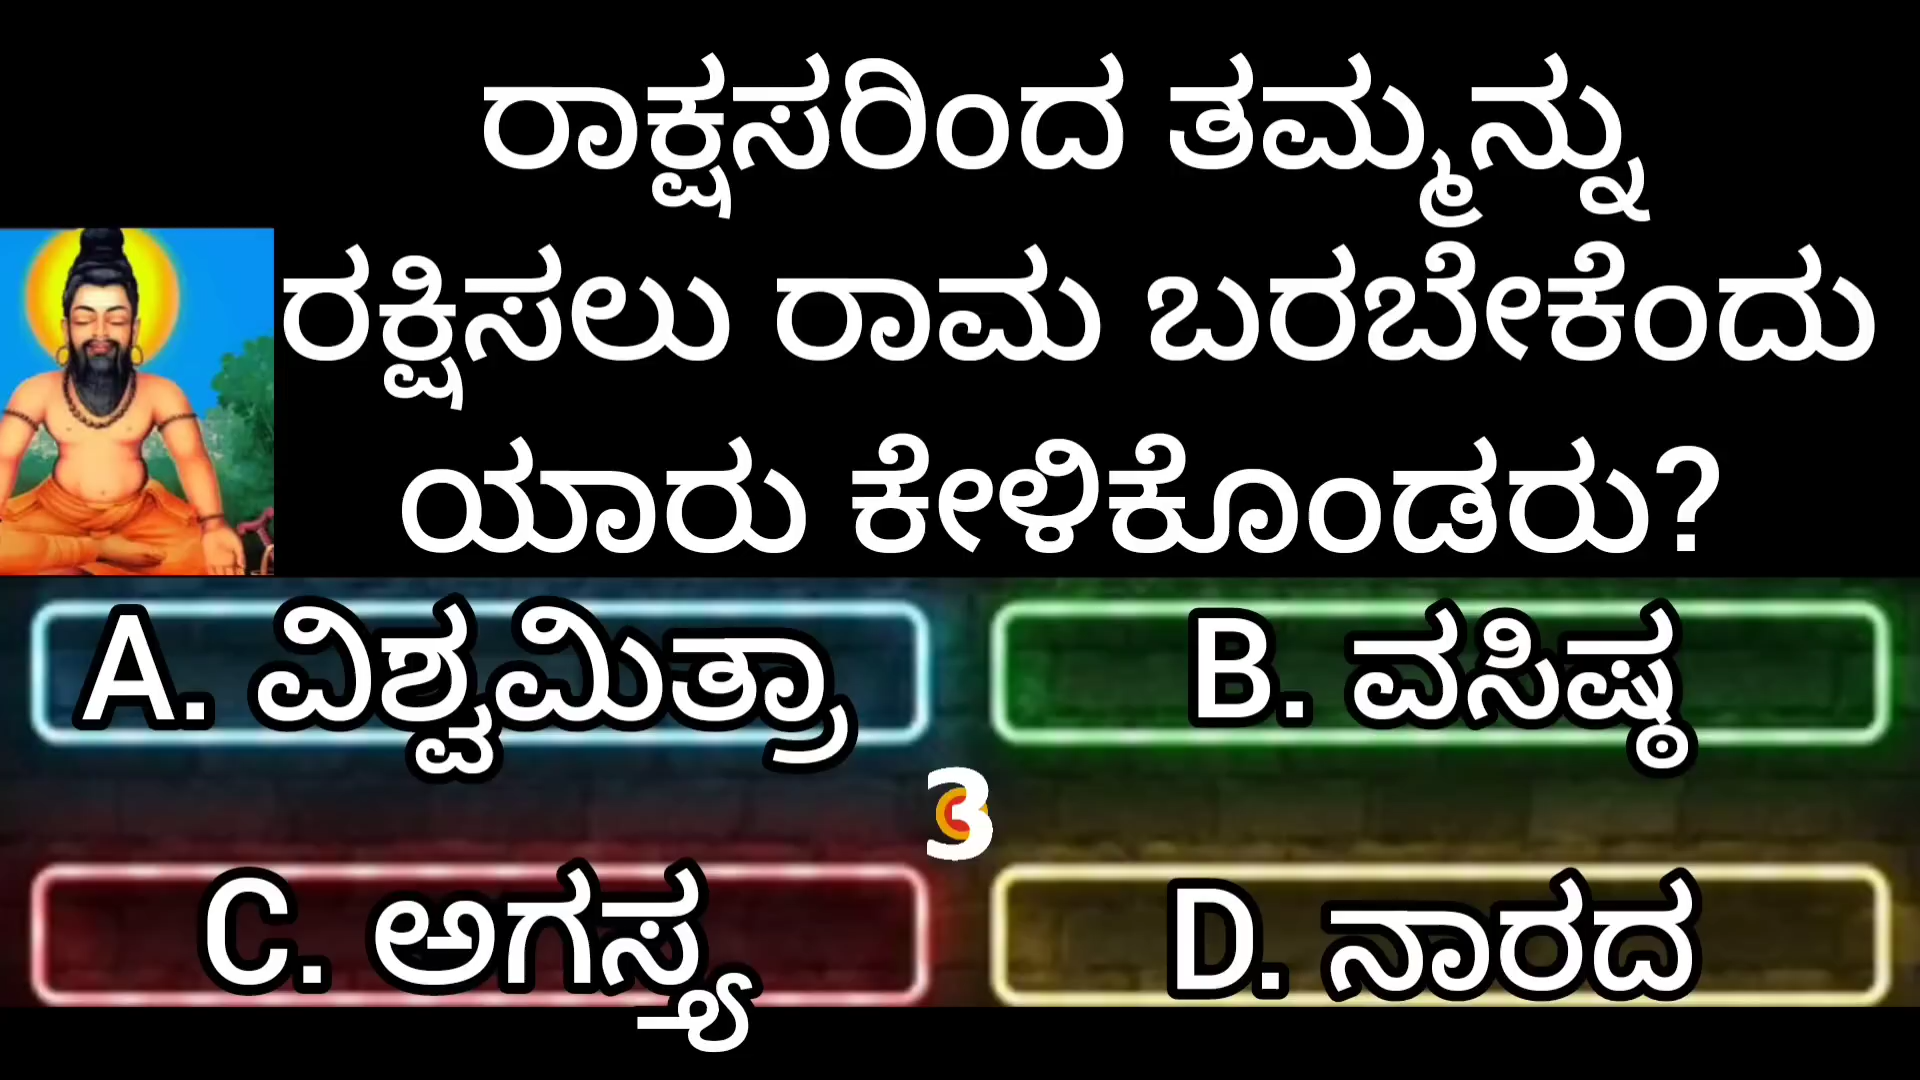 ರಾಕ್ಷಸರಿಂದ ತಮ್ಮನ್ನು
ರಕ್ಷಿಸಲು ರಾಮ ಬರಬೇಕೆಂದು
ಯಾರು ಕೇಳಿಕೊಂಡರು?
A. ವಿಶ್ವಮಿತ್ರಾ
B. ವಸಿಷ್ಠ
3
C. ಅಗಸ್ತ್ಯ
D. ನಾರದ